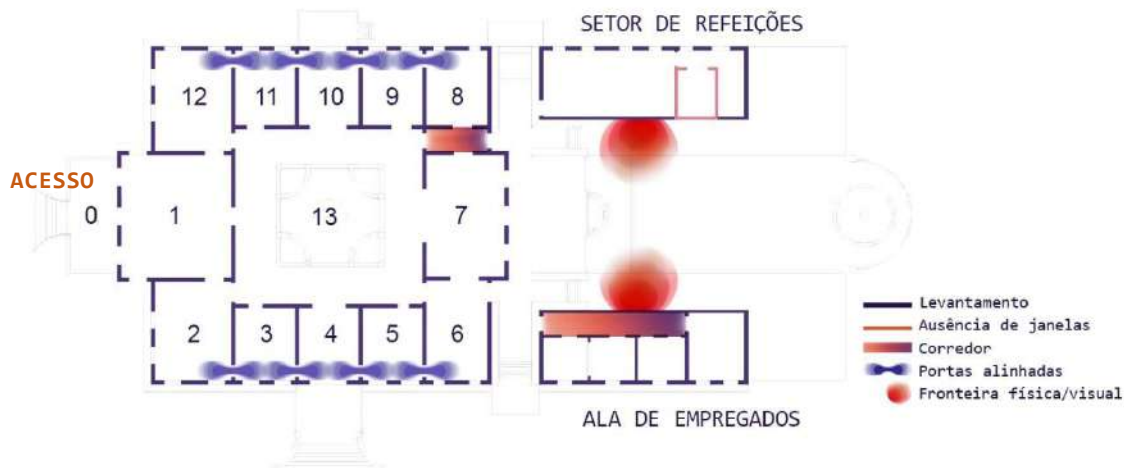 SETOR DE REFEIÇÕES
12 11 10 9 8
ACESSO
0 1 13 7
2 3 4 5 6
Levantamento
Ausência de janelas
Corredor
Portas alinhadas
Fronteira física/visual
ALA DE EMPREGADOS